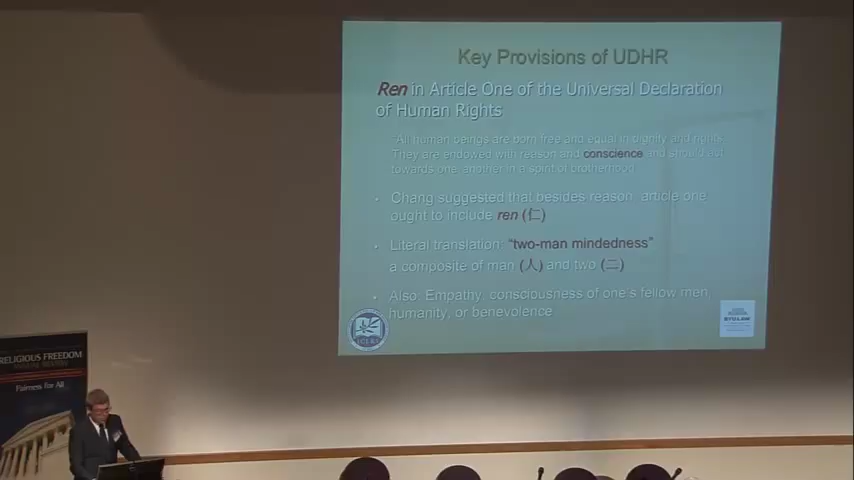 Key Provisions of UDHR
Ren in Article One of the Universal Declaration
of Human Rights
"All human beings are born free and equal in dignity and rights.
They are endowed with reason and conscience and should act
towards one another in a spirit of brotherhood
• Chang suggested that besides reason, article one
ought to include ren (仁)
• Literal translation: "two-man mindedness"
a composite of man (人) and two (二)
• Also: Empathy, consciousness of one's fellow men,
humanity, or benevolence
ICLRS
BYU LAW
RELIGIOUS FREEDOM
Fairness for All